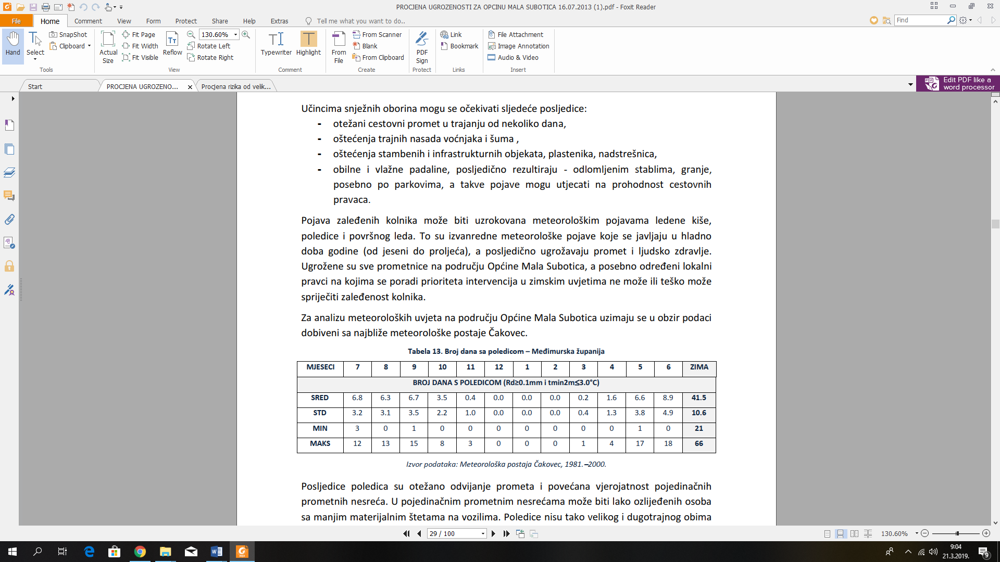 PROCJENA UGROZENOSTI ZA OPCINU MALA SUBOTICA 16.07.2013 (1).pdf - Foxit Reader
File Home Comment View Form Protect Share Help Extras Tell me what you want to do.. Find
Hand
Select
SnapShot
Clipboard
Tools
Actual Size
Fit Page
Fit Width
Fit Visible
Reflow
130.60%
Rotate Left
Rotate Right
View
Typewriter
Highlight
Comment
From File
From Scanner
Blank
From Clipboard
Create
PDF Sign
Protect
Link
Bookmark
Links
File Attachment
Image Annotation
Audio & Video
Insert
Start
PROCJENA UGROZENO...
Procjena rizika od velik...
Edit PDF like a
word processor
Učincima snježnih oborina mogu se očekivati sljedeće posljedice:
- otežani cestovni promet u trajanju od nekoliko dana,
- oštećenja trajnih nasada voćnjaka i šuma ,
- oštećenja stambenih i infrastrukturnih objekata, plastenika, nadstrešnica,
- obilne i vlažne padaline, posljedično rezultiraju - odlomljenim stablima, granje,
posebno po parkovima, a takve pojave mogu utjecati na prohodnost cestovnih
pravaca.
Pojava zaleđenih kolnika može biti uzrokovana meteorološkim pojavama ledene kiše,
poledice i površnog leda. To su izvanredne meteorološke pojave koje se javljaju u hladno
doba godine (od jeseni do proljeća), a posljedično ugrožavaju promet i ljudsko zdravlje.
Ugrožene su sve prometnice na području Općine Mala Subotica, a posebno određeni lokalni
pravci na kojima se poradi prioriteta intervencija u zimskim uvjetima ne može ili teško može
spriječiti zaleđenost kolnika.
Za analizu meteoroloških uvjeta na području Općine Mala Subotica uzimaju se u obzir podaci
dobiveni sa najbliže meteorološke postaje Čakovec.
Tabela 13. Broj dana sa poledicom – Međimurska županija
MJESECI 7 8 9 10 11 12 1 2 3 4 5 6 ZIMA
BROJ DANA S POLEDICOM (Rd≥0.1mm i tmin2m≤3.0°C)
SRED 6.8 6.3 6.7 3.5 0.4 0.0 0.0 0.0 0.2 1.6 6.6 8.9 41.5
STD 3.2 3.1 3.5 2.2 1.0 0.0 0.0 0.0 0.4 1.3 3.8 4.9 10.6
MIN 3 0 1 0 0 0 0 0 0 0 1 0 21
MAKS 12 13 15 8 3 0 0 0 1 4 17 18 66
Izvor podataka: Meteorološka postaja Čakovec, 1981.–2000.
Posljedice poledica su otežano odvijanje prometa i povećana vjerojatnost pojedinačnih
prometnih nesreća. U pojedinačnim prometnim nesrećama može biti lako ozlijeđenih osoba
sa manjim materijalnim štetama na vozilima. Poledice nisu tako velikog i dugotrajnog obima
29 / 100
130.60%
9:04
21.3.2019.
9